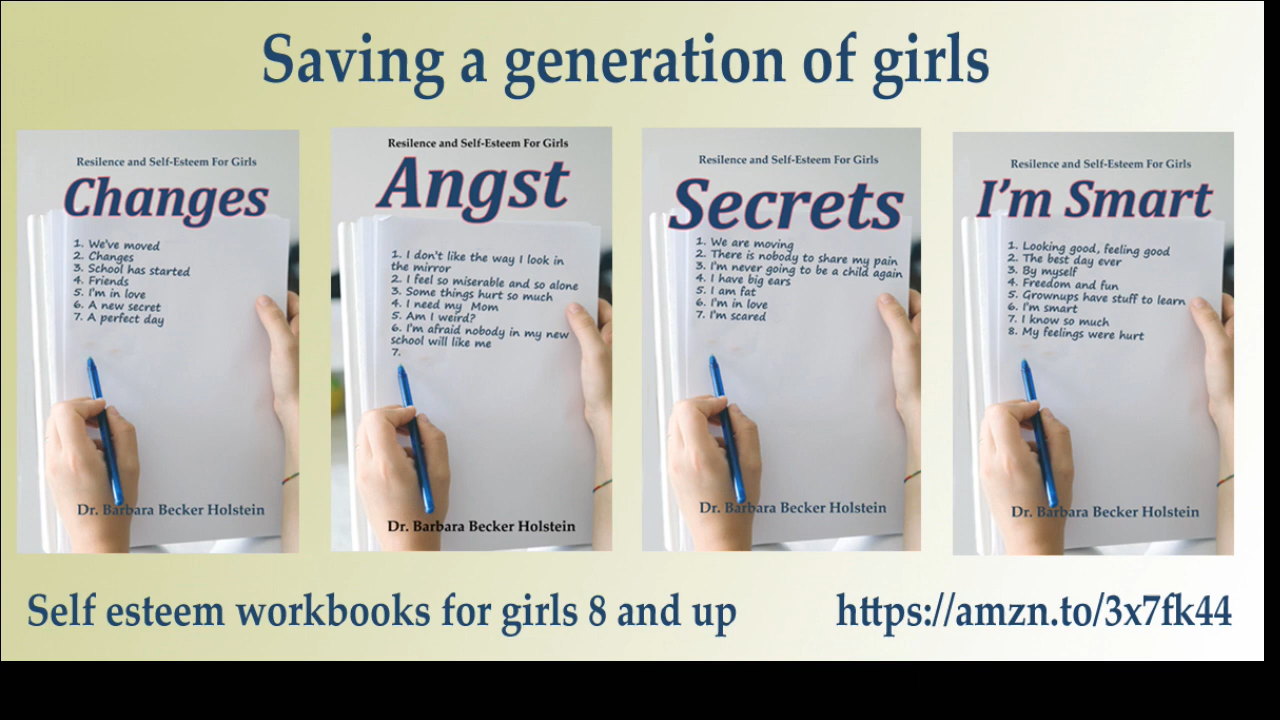 Saving a generation of girls
Resilence and Self-Esteem For Girls
Changes
1. We've moved
2. Changes
3. School has started
4. Friends
5. I'm in love
6. A new secret
7. A perfect day
Dr. Barbara Becker Holstein
Resilence and Self-Esteem For Girls
Angst
1. I don't like the way I look in
the mirror
2. I feel so miserable and so alone
3. Some things hurt so much
4. I need my Mom
5. Am I weird?
6. I'm afraid nobody in my new
school will like me
7.
Dr. Barbara Becker Holstein
Resilence and Self-Esteem For Girls
Secrets
1. We are moving
2. There is nobody to share my pain
3. I'm never going to be a child again
4. I have big ears
5. I am fat
6. I'm in love
7. I'm scared
Dr. Barbara Becker Holstein
Resilence and Self-Esteem For Girls
I'm Smart
1. Looking good, feeling good
2. The best day ever
3. By myself
4. Freedom and fun
5. Grownups have stuff to learn
6. I'm smart
7. I know so much
8. My feelings were hurt
Dr. Barbara Becker Holstein
Self esteem workbooks for girls 8 and up
https://amzn.to/3x7fk44